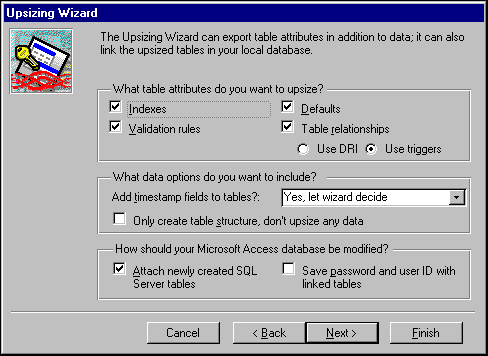 Upsizing Wizard
The Upsizing Wizard can export table attributes in addition to data; it can also
link the upsized tables in your local database.
What table attributes do you want to upsize?
Indexes
Defaults
Validation rules
Table relationships
Use DRI
Use triggers
What data options do you want to include?
Add timestamp fields to tables?:
Yes, let wizard decide
Only create table structure, don't upsize any data
How should your Microsoft Access database be modified?
Attach newly created SQL
Server tables
Save password and user ID with
linked tables
Cancel
< Back
Next >
Finish